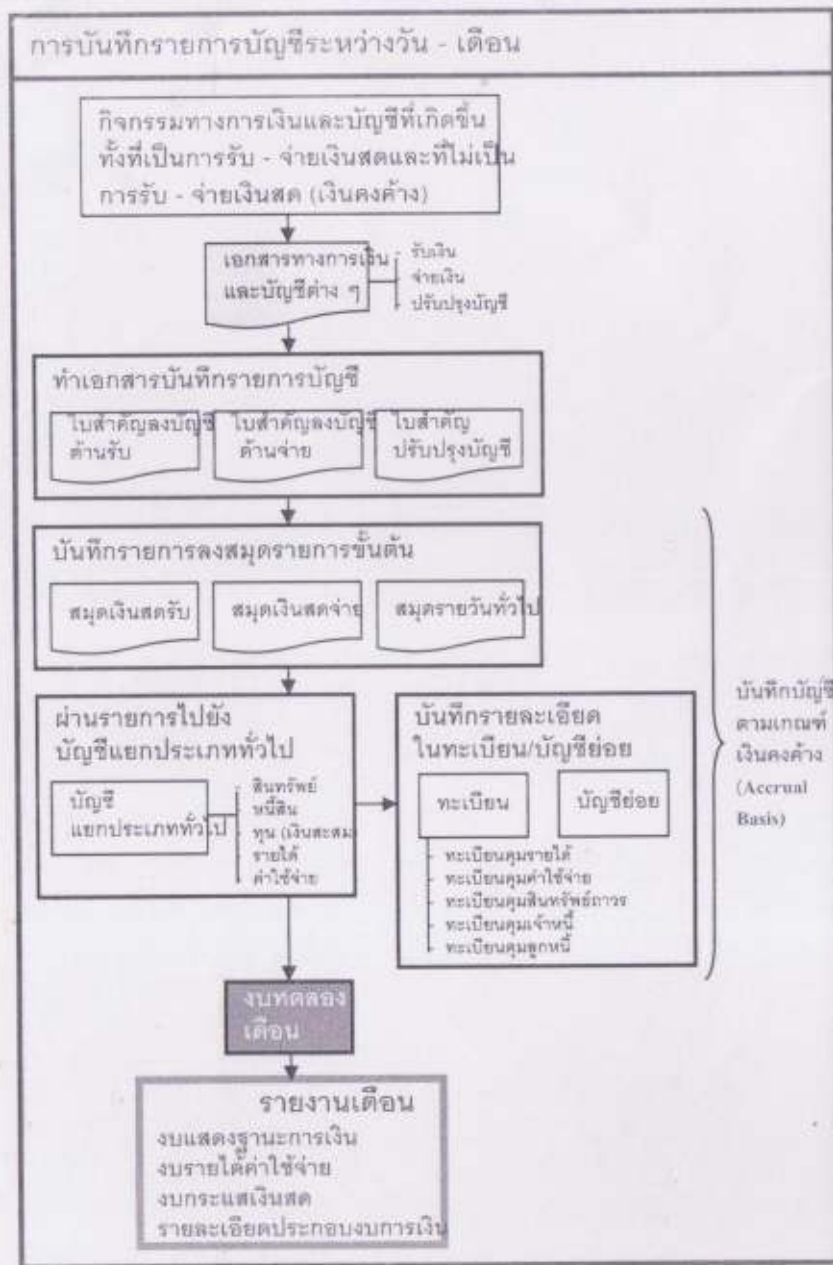 การบันทึกรายการบัญชีระหว่างวัน - เดือน
กิจกรรมทางการเงินและบัญชีที่เกิดขึ้น
ทั้งที่เป็นการรับ - จ่ายเงินสดและที่ไม่เป็น
การรับ - จ่ายเงินสด (เงินคงค้าง)
เอกสารทางการเงิน
และบัญชีต่าง ๆ
- รับเงิน
- จ่ายเงิน
- ปรับปรุงบัญชี
ทำเอกสารบันทึกรายการบัญชี
ใบสำคัญลงบัญชี
ด้านรับ
ใบสำคัญลงบัญชี
ด้านจ่าย
ใบสำคัญ
ปรับปรุงบัญชี
บันทึกรายการลงสมุดรายการขั้นต้น
สมุดเงินสดรับ
สมุดเงินสดจ่าย
สมุดรายวันทั่วไป
ผ่านรายการไปยัง
บัญชีแยกประเภททั่วไป
บัญชี
แยกประเภททั่วไป
- สินทรัพย์
- หนี้สิน
- ทุน (เงินสะสม)
- รายได้
- ค่าใช้จ่าย
บันทึกรายละเอียด
ในทะเบียน/บัญชีย่อย
ทะเบียน
บัญชีย่อย
- ทะเบียนคุมรายได้
- ทะเบียนคุมค่าใช้จ่าย
- ทะเบียนคุมสินทรัพย์ถาวร
- ทะเบียนคุมเจ้าหนี้
- ทะเบียนคุมลูกหนี้
บันทึกบัญชี
ตามเกณฑ์
เงินคงค้าง
(Accrual
Basis)
งบทดลอง
เดือน
รายงานเดือน
งบแสดงฐานะการเงิน
งบรายได้ค่าใช้จ่าย
งบกระแสเงินสด
รายละเอียดประกอบงบการเงิน